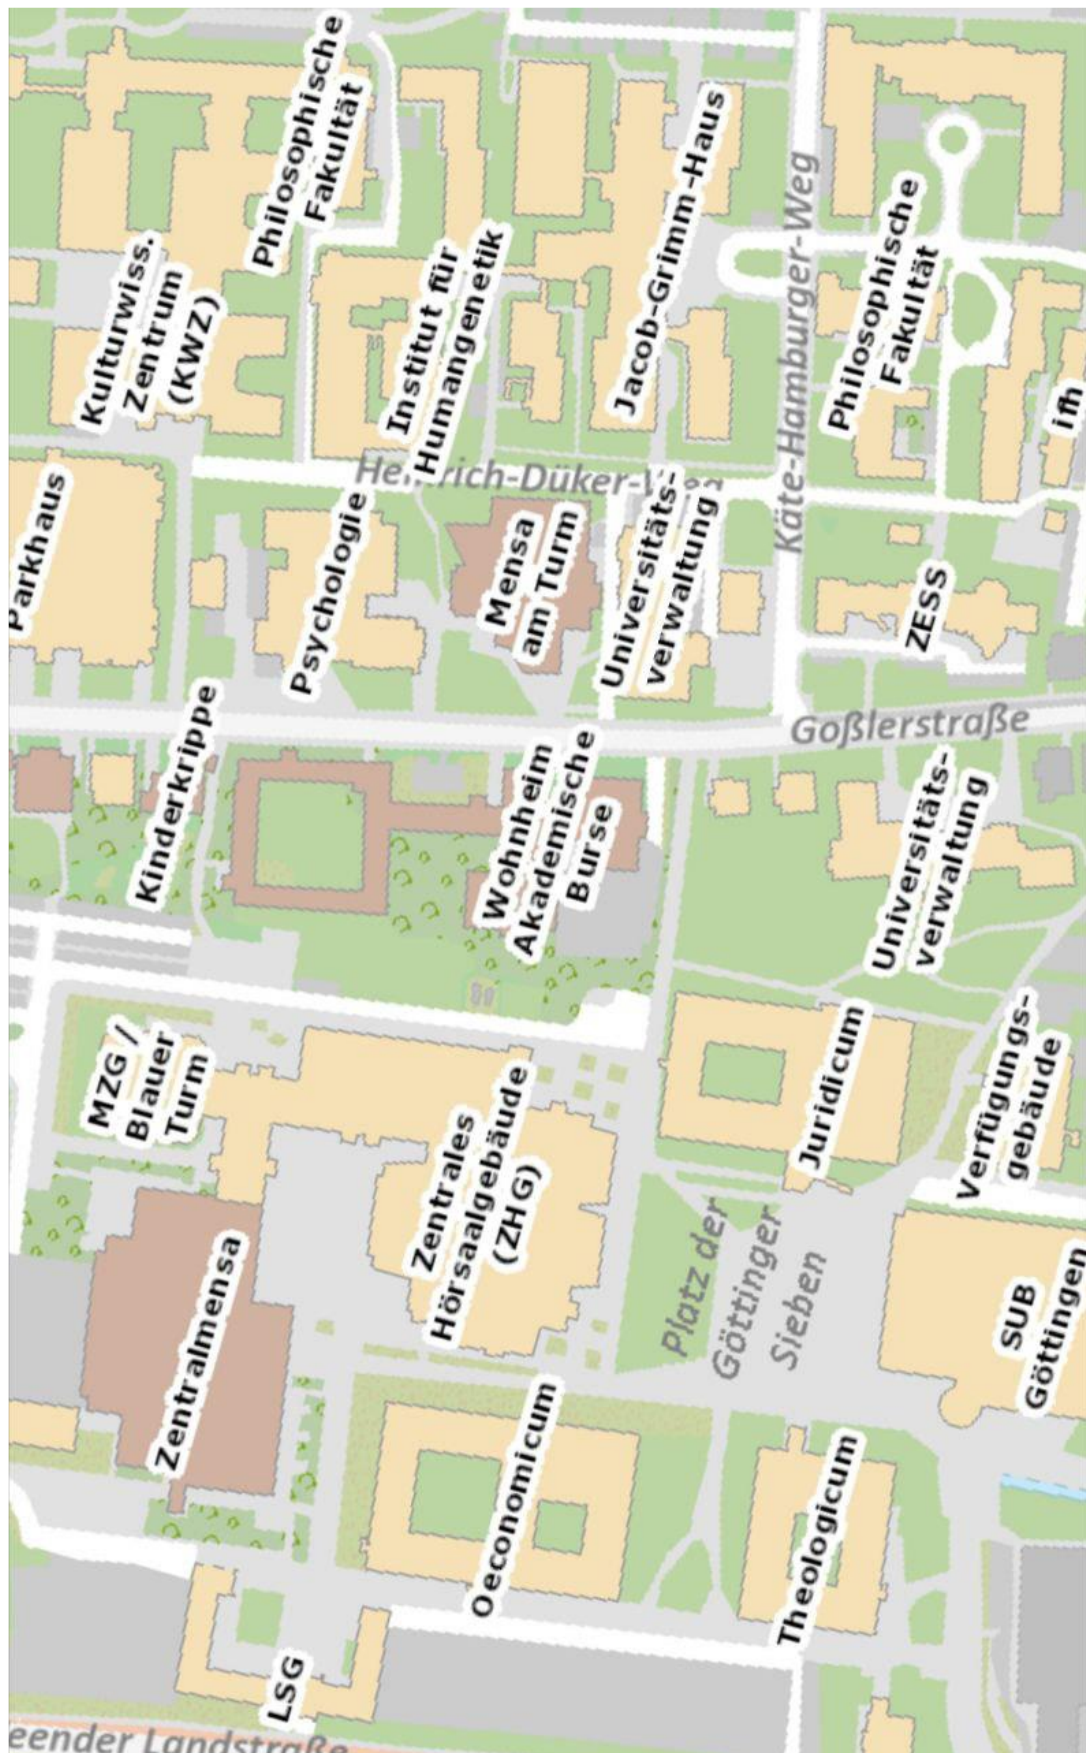 Philosophische
Fakultät
Kulturwiss.
Zentrum
(KWZ)
Institut für
Humangenetik
Jacob-Grimm-Haus
Käte-Hamburger-Weg
Philosophische
Fakultät
ifh
Parkhaus
Psychologie
Mensa
am Turm
Universitäts-
verwaltung
ZESS
Goßlerstraße
Kinderkrippe
Wohnheim
Akademische
Burse
Universitäts-
verwaltung
MZG /
Blauer
Turm
Zentrales
Hörsaalgebäude
(ZHG)
Juridicum
Verfügungs-
gebäude
Platz der
Göttinger
Sieben
Zentralmensa
SUB
Göttingen
Oeconomicum
Theologicum
LSG
eender Landstraße